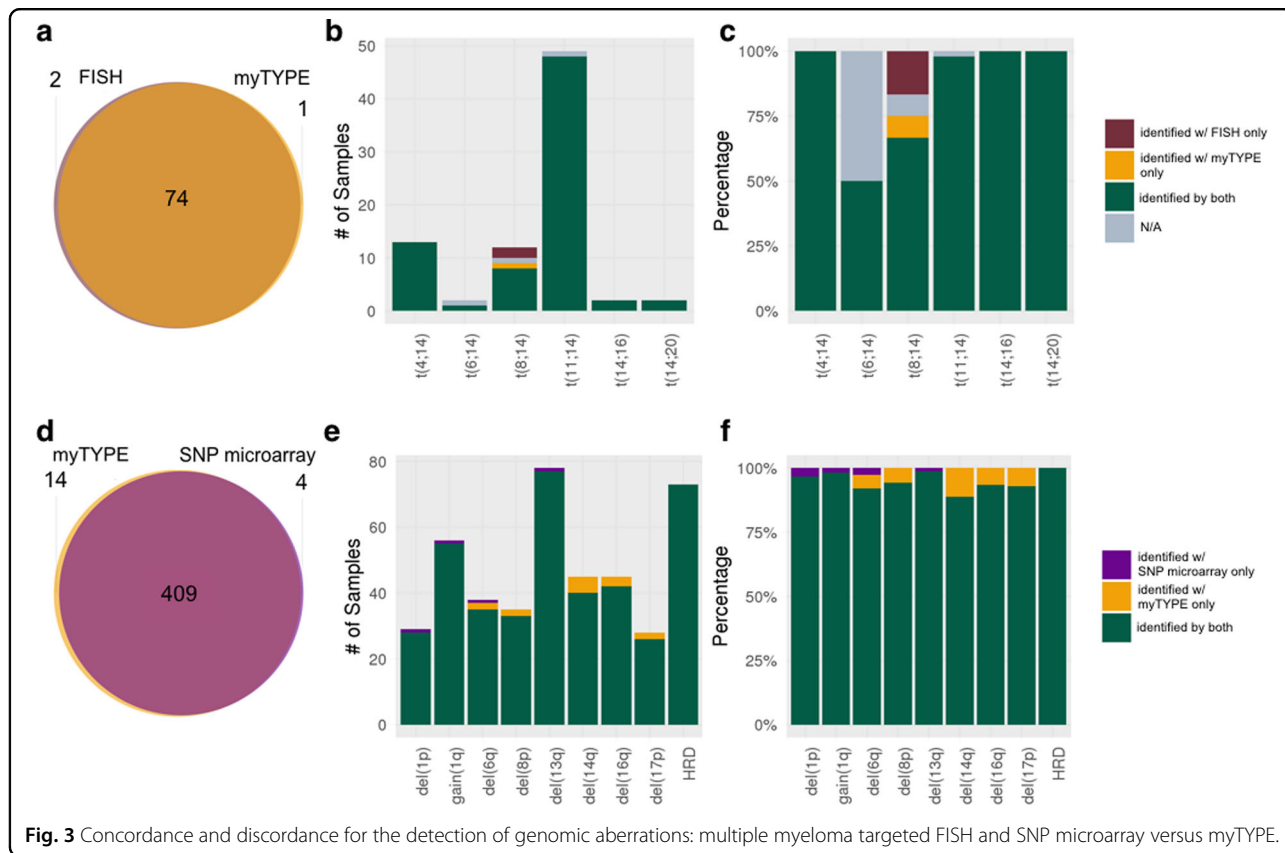 a
2
FISH
myTYPE
1
74
b
# of Samples
50
40
30
20
10
0
t(4;14)
t(6;14)
t(8;14)
t(11;14)
t(14;16)
t(14;20)
c
Percentage
100%
75%
50%
25%
0%
t(4;14)
t(6;14)
t(8;14)
t(11;14)
t(14;16)
t(14;20)
identified w/ FISH only
identified w/ myTYPE
only
identified by both
N/A
d
myTYPE
14
SNP microarray
4
409
e
# of Samples
80
60
40
20
0
del(1p)
gain(1q)
del(6q)
del(8p)
del(13q)
del(14q)
del(16q)
del(17p)
HRD
f
Percentage
100%
75%
50%
25%
0%
del(1p)
gain(1q)
del(6q)
del(8p)
del(13q)
del(14q)
del(16q)
del(17p)
HRD
identified w/
SNP microarray only
identified w/
myTYPE only
identified by both
Fig. 3 Concordance and discordance for the detection of genomic aberrations: multiple myeloma targeted FISH and SNP microarray versus myTYPE.